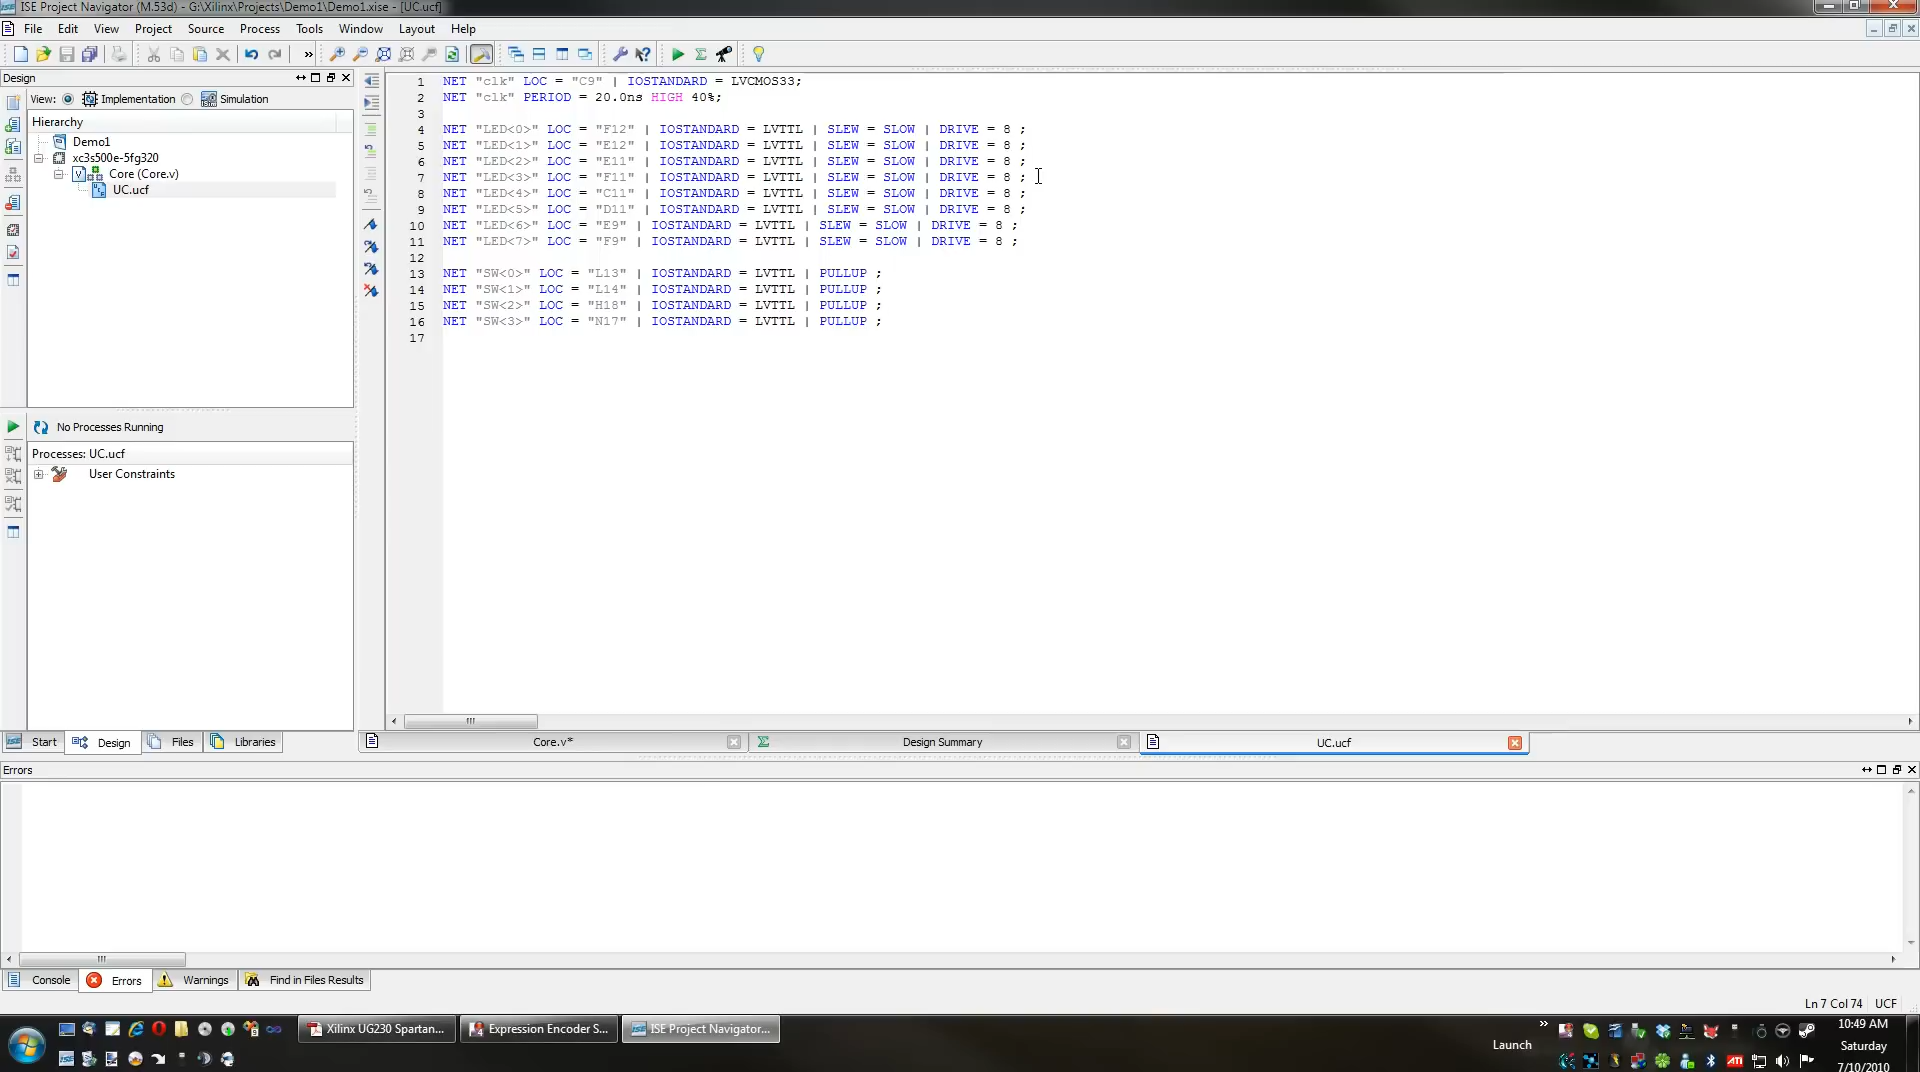 ISE Project Navigator (M.53d) - G:\Xilinx\Projects\Demo1\Demo1.xise - [UC.ucf]
File Edit View Project Source Process Tools Window Layout Help
Design
View: Implementation Simulation
Hierarchy
Demo1
xc3s500e-5fg320
Core (Core.v)
UC.ucf
No Processes Running
Processes: UC.ucf
User Constraints
Start Design Files Libraries
1 NET "clk" LOC = "C9" | IOSTANDARD = LVCMOS33;
2 NET "clk" PERIOD = 20.0ns HIGH 40%;
3
4 NET "LED<0>" LOC = "F12" | IOSTANDARD = LVTTL | SLEW = SLOW | DRIVE = 8 ;
5 NET "LED<1>" LOC = "E12" | IOSTANDARD = LVTTL | SLEW = SLOW | DRIVE = 8 ;
6 NET "LED<2>" LOC = "E11" | IOSTANDARD = LVTTL | SLEW = SLOW | DRIVE = 8 ;
7 NET "LED<3>" LOC = "F11" | IOSTANDARD = LVTTL | SLEW = SLOW | DRIVE = 8 ;
8 NET "LED<4>" LOC = "C11" | IOSTANDARD = LVTTL | SLEW = SLOW | DRIVE = 8 ;
9 NET "LED<5>" LOC = "D11" | IOSTANDARD = LVTTL | SLEW = SLOW | DRIVE = 8 ;
10 NET "LED<6>" LOC = "E9" | IOSTANDARD = LVTTL | SLEW = SLOW | DRIVE = 8 ;
11 NET "LED<7>" LOC = "F9" | IOSTANDARD = LVTTL | SLEW = SLOW | DRIVE = 8 ;
12
13 NET "SW<0>" LOC = "L13" | IOSTANDARD = LVTTL | PULLUP ;
14 NET "SW<1>" LOC = "L14" | IOSTANDARD = LVTTL | PULLUP ;
15 NET "SW<2>" LOC = "H18" | IOSTANDARD = LVTTL | PULLUP ;
16 NET "SW<3>" LOC = "N17" | IOSTANDARD = LVTTL | PULLUP ;
17
Core.v* Design Summary UC.ucf
Errors
Console Errors Warnings Find in Files Results
Ln 7 Col 74 UCF
Xilinx UG230 Spartan... Expression Encoder S... ISE Project Navigator...
Launch
10:49 AM
Saturday
7/10/2010